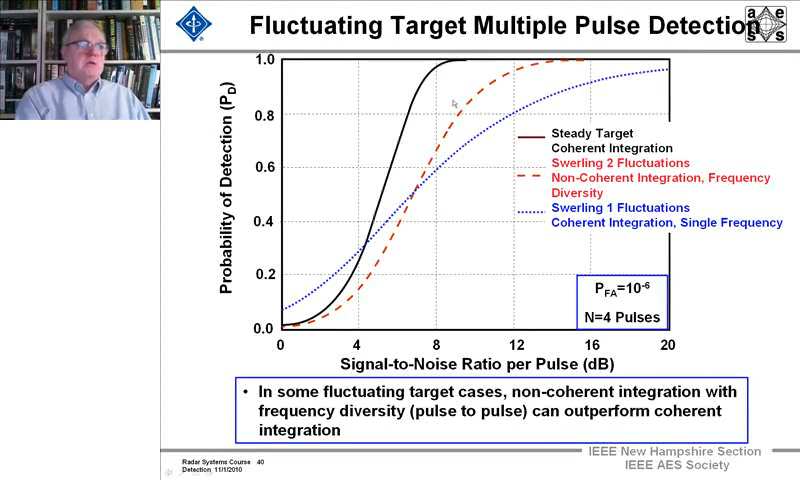 Fluctuating Target Multiple Pulse Detection
a e
s s
Probability of Detection (PD)
1.0
0.8
0.6
0.4
0.2
0.0
0
4
8
12
16
20
Signal-to-Noise Ratio per Pulse (dB)
Steady Target
Coherent Integration
Swerling 2 Fluctuations
Non-Coherent Integration, Frequency
Diversity
Swerling 1 Fluctuations
Coherent Integration, Single Frequency
PFA=10-6
N=4 Pulses
• In some fluctuating target cases, non-coherent integration with
frequency diversity (pulse to pulse) can outperform coherent
integration
Radar Systems Course 40
Detection 11/1/2010
IEEE New Hampshire Section
IEEE AES Society